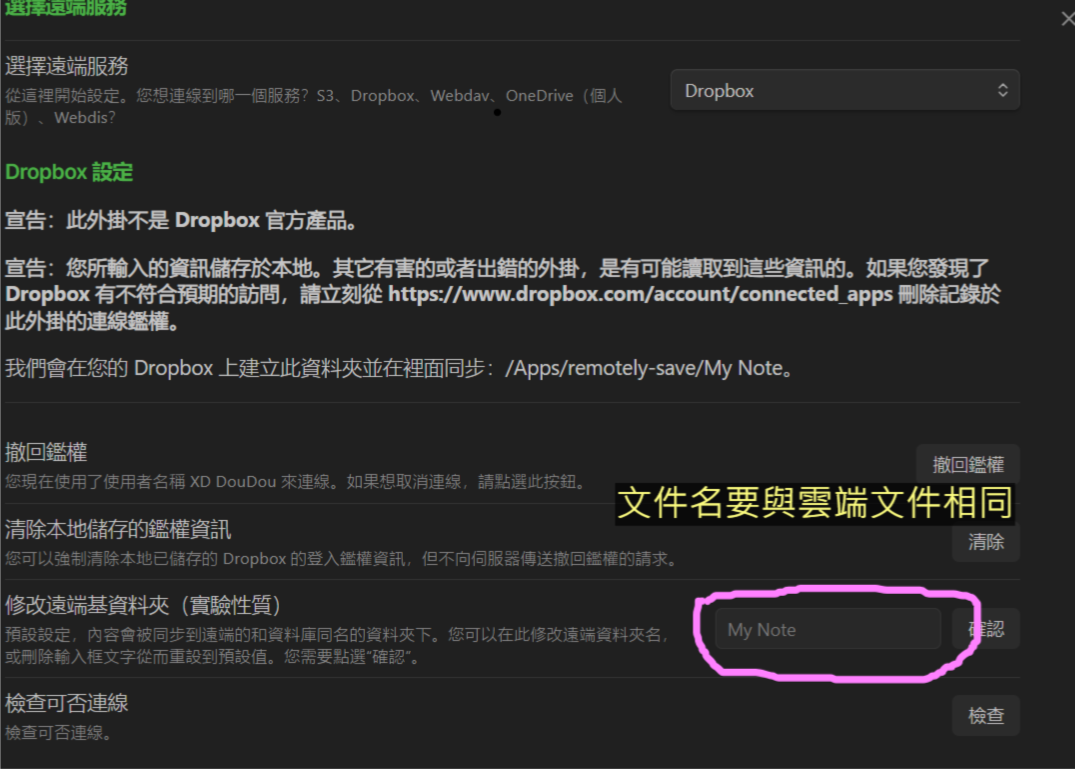 選擇遠端服務
選擇遠端服務
從這裡開始設定。您想連線到哪一個服務？S3、Dropbox、Webdav、OneDrive（個人
版）、Webdis？
Dropbox
Dropbox 設定
宣告：此外掛不是 Dropbox 官方產品。
宣告：您所輸入的資訊儲存於本地。其它有害的或者出錯的外掛，是有可能讀取到這些資訊的。如果您發現了
Dropbox 有不符合預期的訪問，請立刻從 https://www.dropbox.com/account/connected_apps 刪除記錄於
此外掛的連線鑑權。
我們會在您的 Dropbox 上建立此資料夾並在裡面同步：/Apps/remotely-save/My Note。
撤回鑑權
您現在使用了使用者名稱 XD DouDou 來連線。如果想取消連線，請點選此按鈕。
撤回鑑權
文件名要與雲端文件相同
清除本地儲存的鑑權資訊
您可以強制清除本地已儲存的 Dropbox 的登入鑑權資訊，但不向伺服器傳送撤回鑑權的請求。
清除
修改遠端基資料夾（實驗性質）
預設設定，內容會被同步到遠端的和資料庫同名的資料夾下。您可以在此修改遠端資料夾名，
或刪除輸入框文字從而重設到預設值。您需要點選“確認”。
My Note
確認
檢查可否連線
檢查可否連線。
檢查